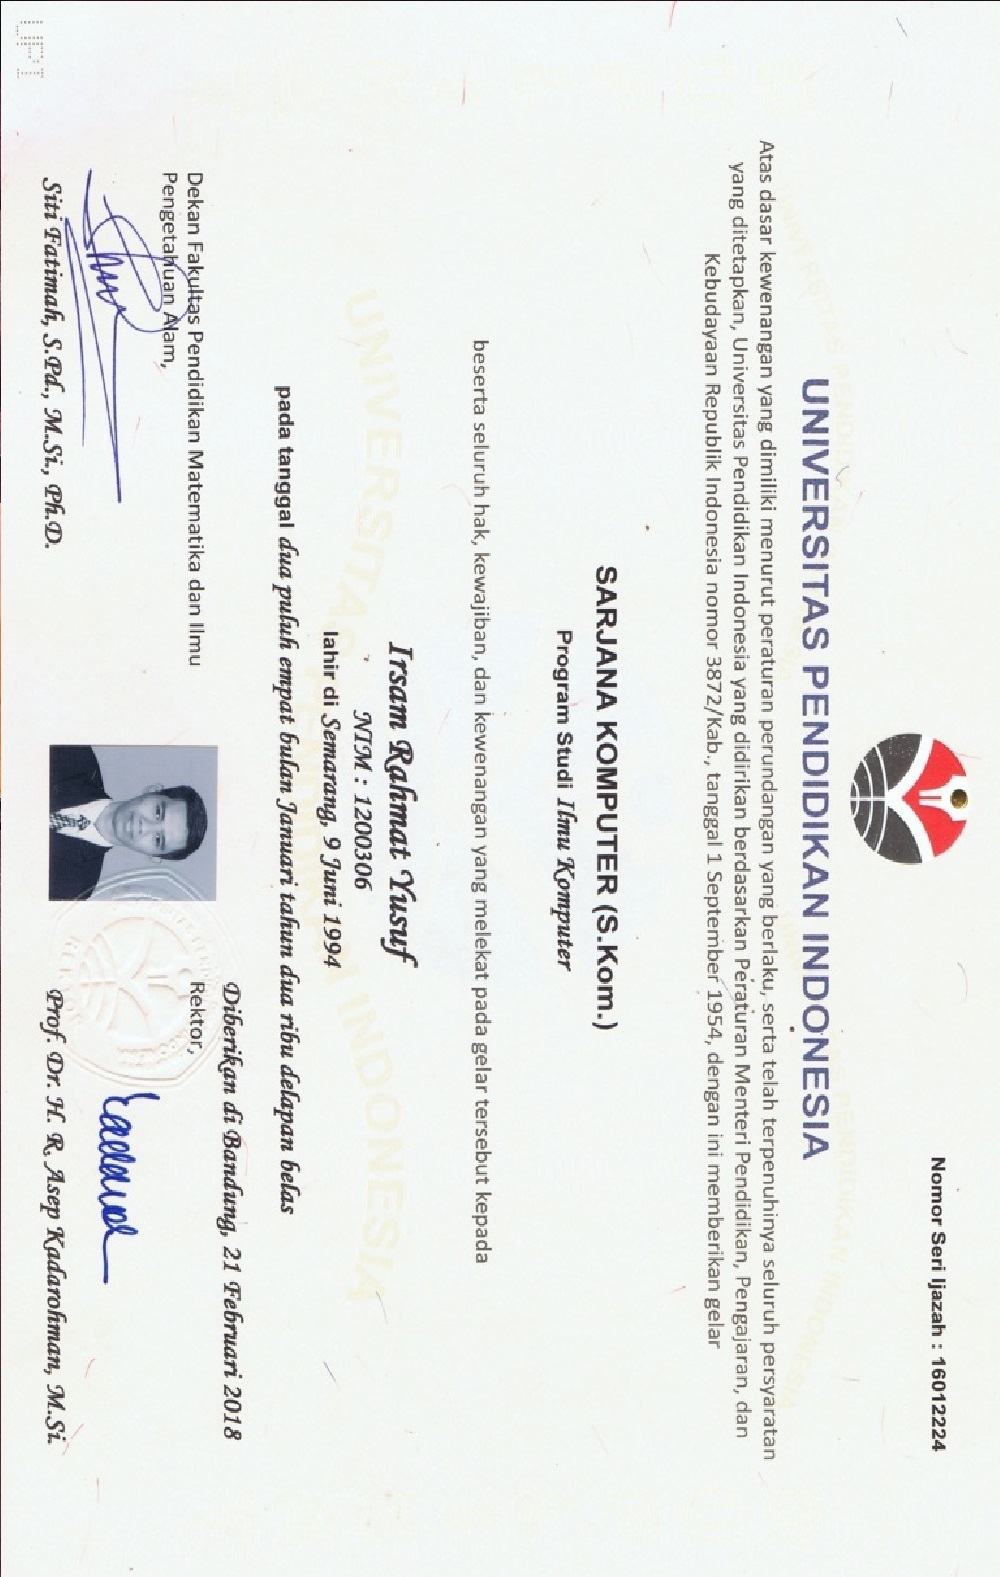 Nomor Seri Ijazah : 16012224
UNIVERSITAS PENDIDIKAN INDONESIA
Atas dasar kewenangan yang dimiliki menurut peraturan perundangan yang berlaku, serta telah terpenuhinya seluruh persyaratan
yang ditetapkan, Universitas Pendidikan Indonesia yang didirikan berdasarkan Peraturan Menteri Pendidikan, Pengajaran, dan
Kebudayaan Republik Indonesia nomor 3872/Kab., tanggal 1 September 1954, dengan ini memberikan gelar
SARJANA KOMPUTER (S.Kom.)
Program Studi Ilmu Komputer
beserta seluruh hak, kewajiban, dan kewenangan yang melekat pada gelar tersebut kepada
Irsam Rahmat Yusuf
NIM : 1200306
lahir di Semarang, 9 Juni 1994
pada tanggal dua puluh empat bulan Januari tahun dua ribu delapan belas
Diberikan di Bandung, 21 Februari 2018
Dekan Fakultas Pendidikan Matematika dan Ilmu
Pengetahuan Alam,
Rektor,
Siti Fatimah, S.Pd., M.Si., Ph.D.
Prof. Dr. H. R. Asep Kadarohman, M.Si.
UNIVERSITAS PENDIDIKAN INDONESIA
UPI